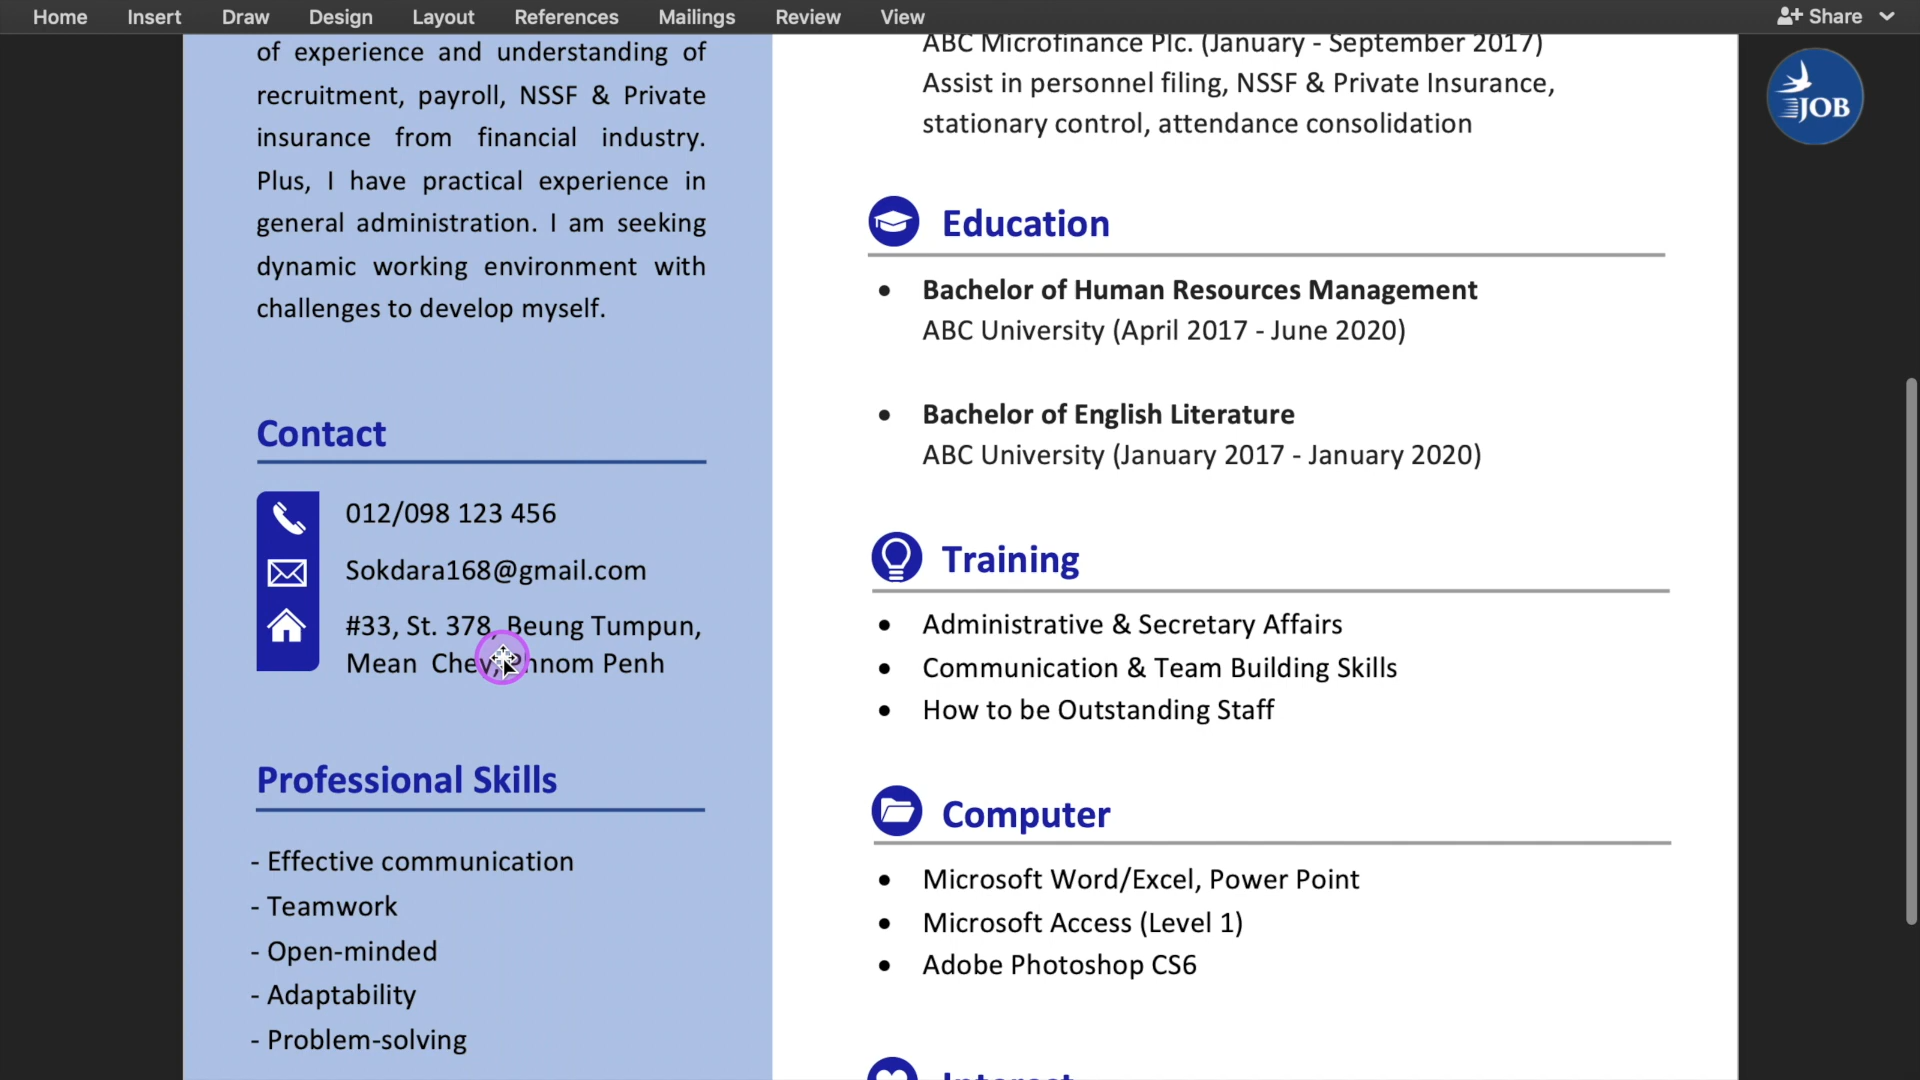 Home Insert Draw Design Layout References Mailings Review View Share
of experience and understanding of
recruitment, payroll, NSSF & Private
insurance from financial industry.
Plus, I have practical experience in
general administration. I am seeking
dynamic working environment with
challenges to develop myself.
Contact
012/098 123 456
Sokdara168@gmail.com
#33, St. 378, Beung Tumpun,
Mean Chey, Phnom Penh
Professional Skills
- Effective communication
- Teamwork
- Open-minded
- Adaptability
- Problem-solving
ABC Microfinance Plc. (January - September 2017)
Assist in personnel filing, NSSF & Private Insurance,
stationary control, attendance consolidation
Education
• Bachelor of Human Resources Management
ABC University (April 2017 - June 2020)
• Bachelor of English Literature
ABC University (January 2017 - January 2020)
Training
• Administrative & Secretary Affairs
• Communication & Team Building Skills
• How to be Outstanding Staff
Computer
• Microsoft Word/Excel, Power Point
• Microsoft Access (Level 1)
• Adobe Photoshop CS6
Interest
JOB